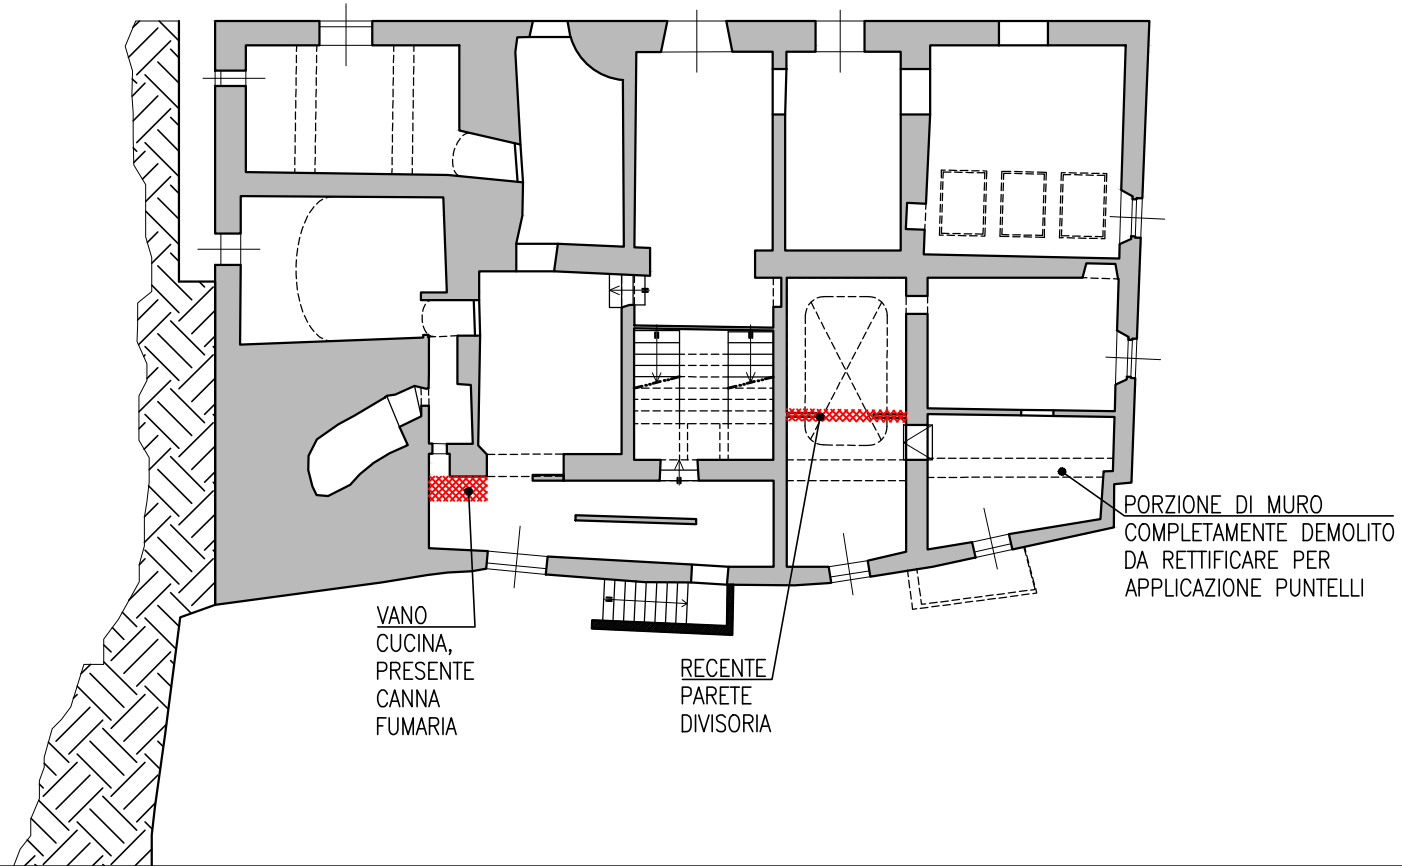 VANO
CUCINA,
PRESENTE
CANNA
FUMARIA
RECENTE
PARETE
DIVISORIA
PORZIONE DI MURO
COMPLETAMENTE DEMOLITO
DA RETTIFICARE PER
APPLICAZIONE PUNTELLI